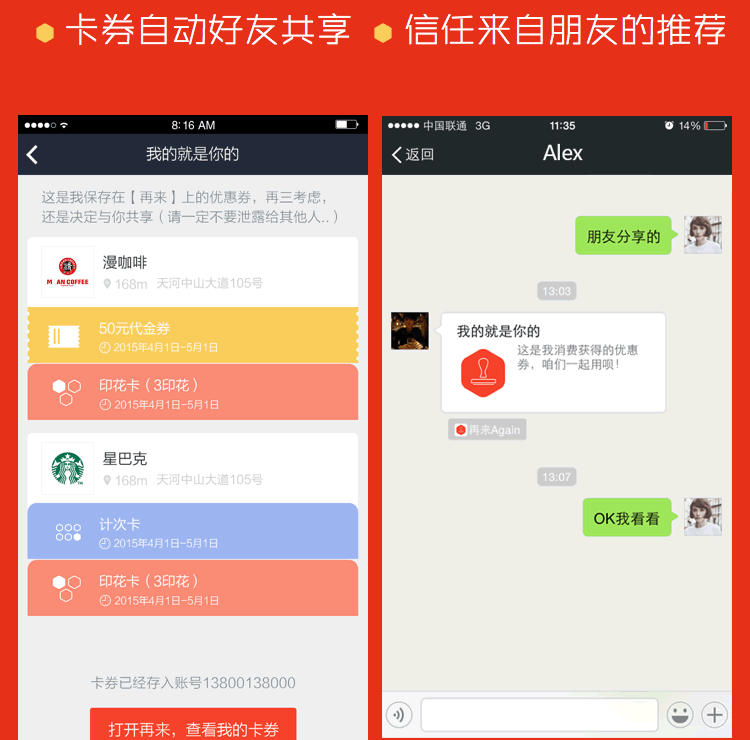 卡券自动好友共享
信任来自朋友的推荐
8:16 AM
我的就是你的
这是我保存在【再来】上的优惠券，再三考虑，
还是决定与你共享（请一定不要泄露给其他人..）
M AN COFFEE
漫咖啡
168m 天河中山大道105号
50元代金券
2015年4月1日-5月1日
印花卡（3印花）
2015年4月1日-5月1日
星巴克
168m 天河中山大道105号
计次卡
2015年4月1日-5月1日
印花卡（3印花）
2015年4月1日-5月1日
卡券已经存入账号13800138000
打开再来，查看我的卡券
中国联通 3G 11:35 14%
返回 Alex
朋友分享的
13:03
我的就是你的
这是我消费获得的优惠
券，咱们一起用呗！
再来Again
13:07
OK我看看